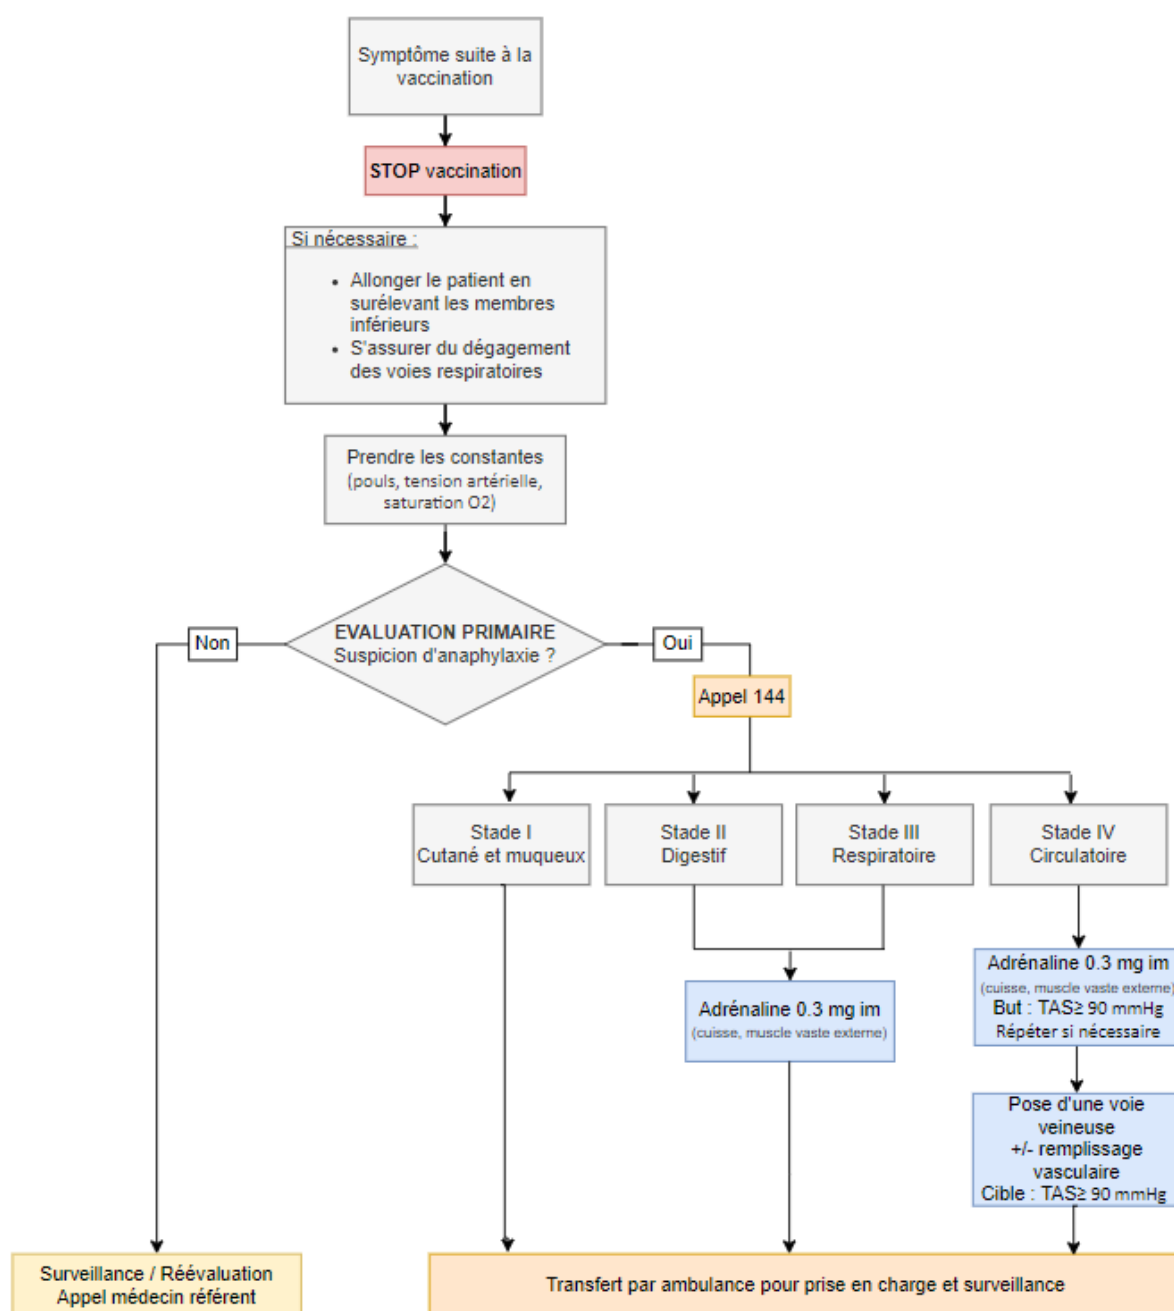 Symptôme suite à la
vaccination
STOP vaccination
Si nécessaire :
• Allonger le patient en
surélevant les membres
inférieurs
• S'assurer du dégagement
des voies respiratoires
Prendre les constantes
(pouls, tension artérielle,
saturation O2)
EVALUATION PRIMAIRE
Suspicion d'anaphylaxie ?
Non
Oui
Appel 144
Stade I
Cutané et muqueux
Stade II
Digestif
Stade III
Respiratoire
Stade IV
Circulatoire
Adrénaline 0.3 mg im
(cuisse, muscle vaste externe)
Adrénaline 0.3 mg im
(cuisse, muscle vaste externe)
But : TAS≥ 90 mmHg
Répéter si nécessaire
Pose d'une voie
veineuse
+/- remplissage
vasculaire
Cible : TAS≥ 90 mmHg
Surveillance / Réévaluation
Appel médecin référent
Transfert par ambulance pour prise en charge et surveillance